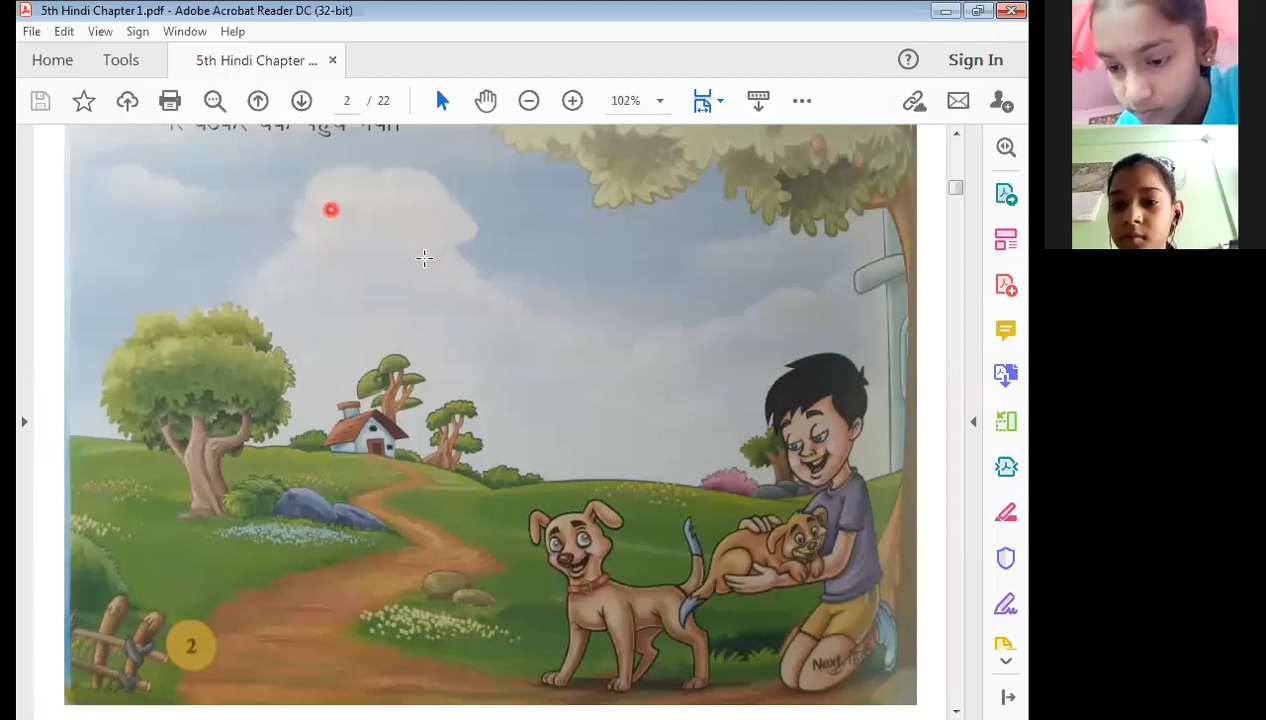 5th Hindi Chapter 1.pdf - Adobe Acrobat Reader DC (32-bit)
File Edit View Sign Window Help
Home Tools 5th Hindi Chapter ... × Sign In
2 / 22 102%
2